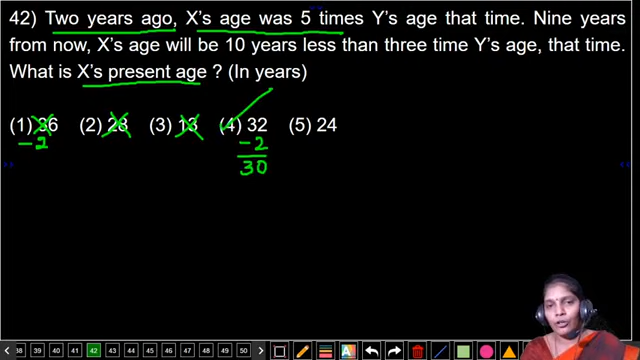 42) Two years ago, X's age was 5 times Y's age that time. Nine years
from now, X's age will be 10 years less than three time Y's age, that time.
What is X's present age ? (In years)
(1) 36 (2) 28 (3) 13 (4) 32 (5) 24
-2 -2
30
38 39 40 41 42 43 44 45 46 47 48 49 50